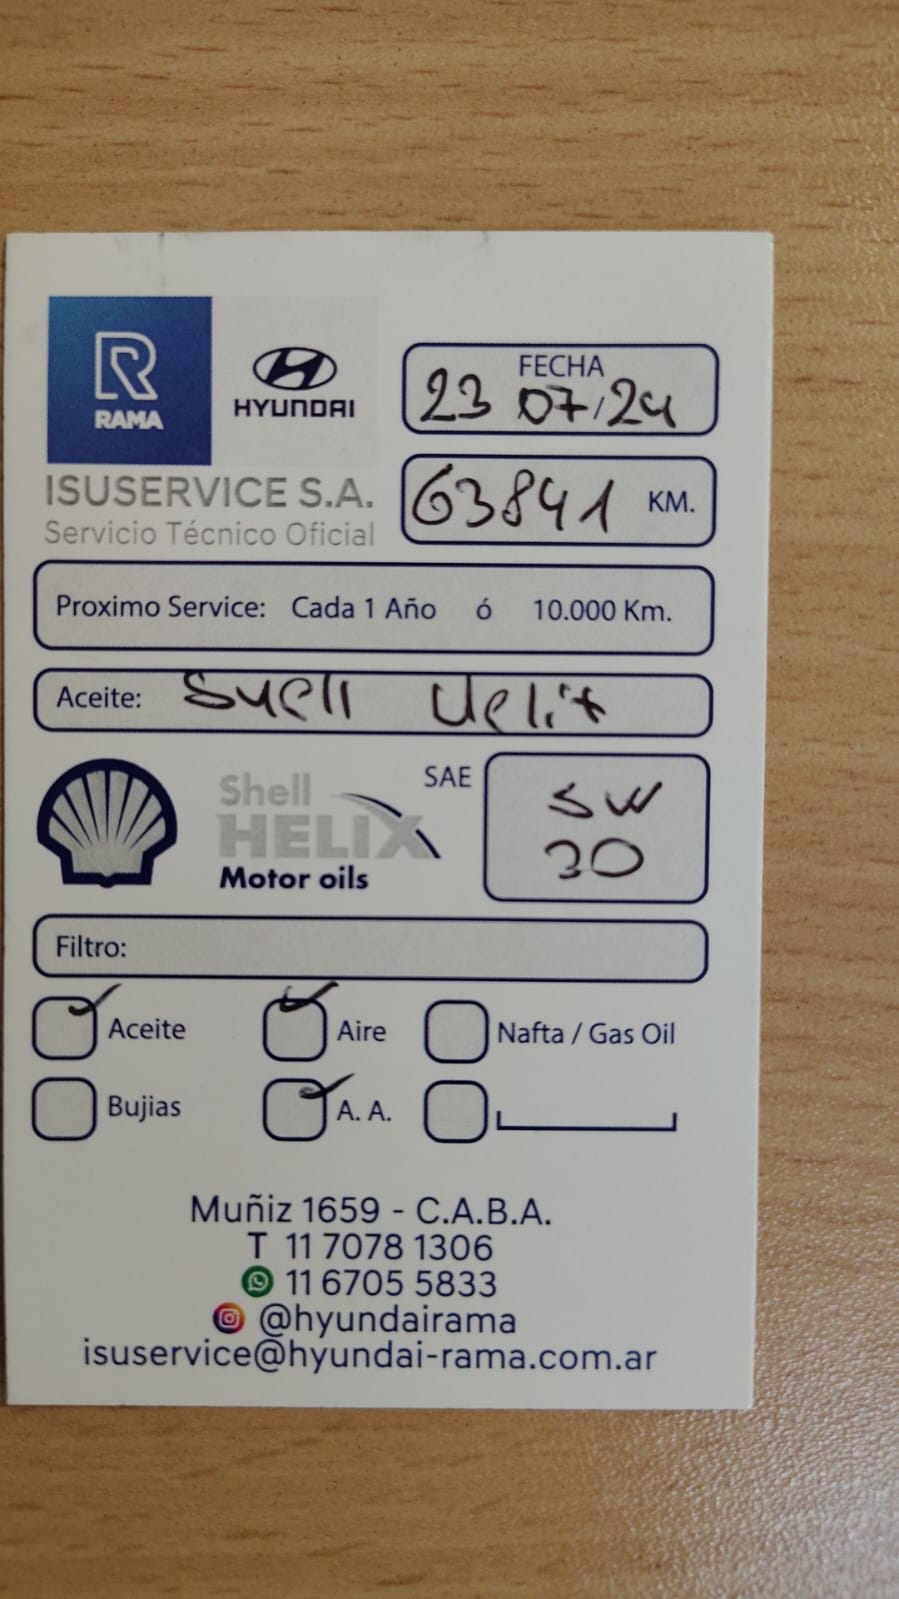 R
RAMA
HYUNDAI
ISUSERVICE S.A.
Servicio Técnico Oficial
FECHA
23 07/24
63841 KM.
Proximo Service: Cada 1 Año ó 10.000 Km.
Aceite: Shell Helix
Shell
HELIX
Motor oils
SAE
5W
30
Filtro:
Aceite Aire Nafta / Gas Oil
Bujias A. A.
Muñiz 1659 - C.A.B.A.
T 11 7078 1306
11 6705 5833
@hyundairama
isuservice@hyundai-rama.com.ar